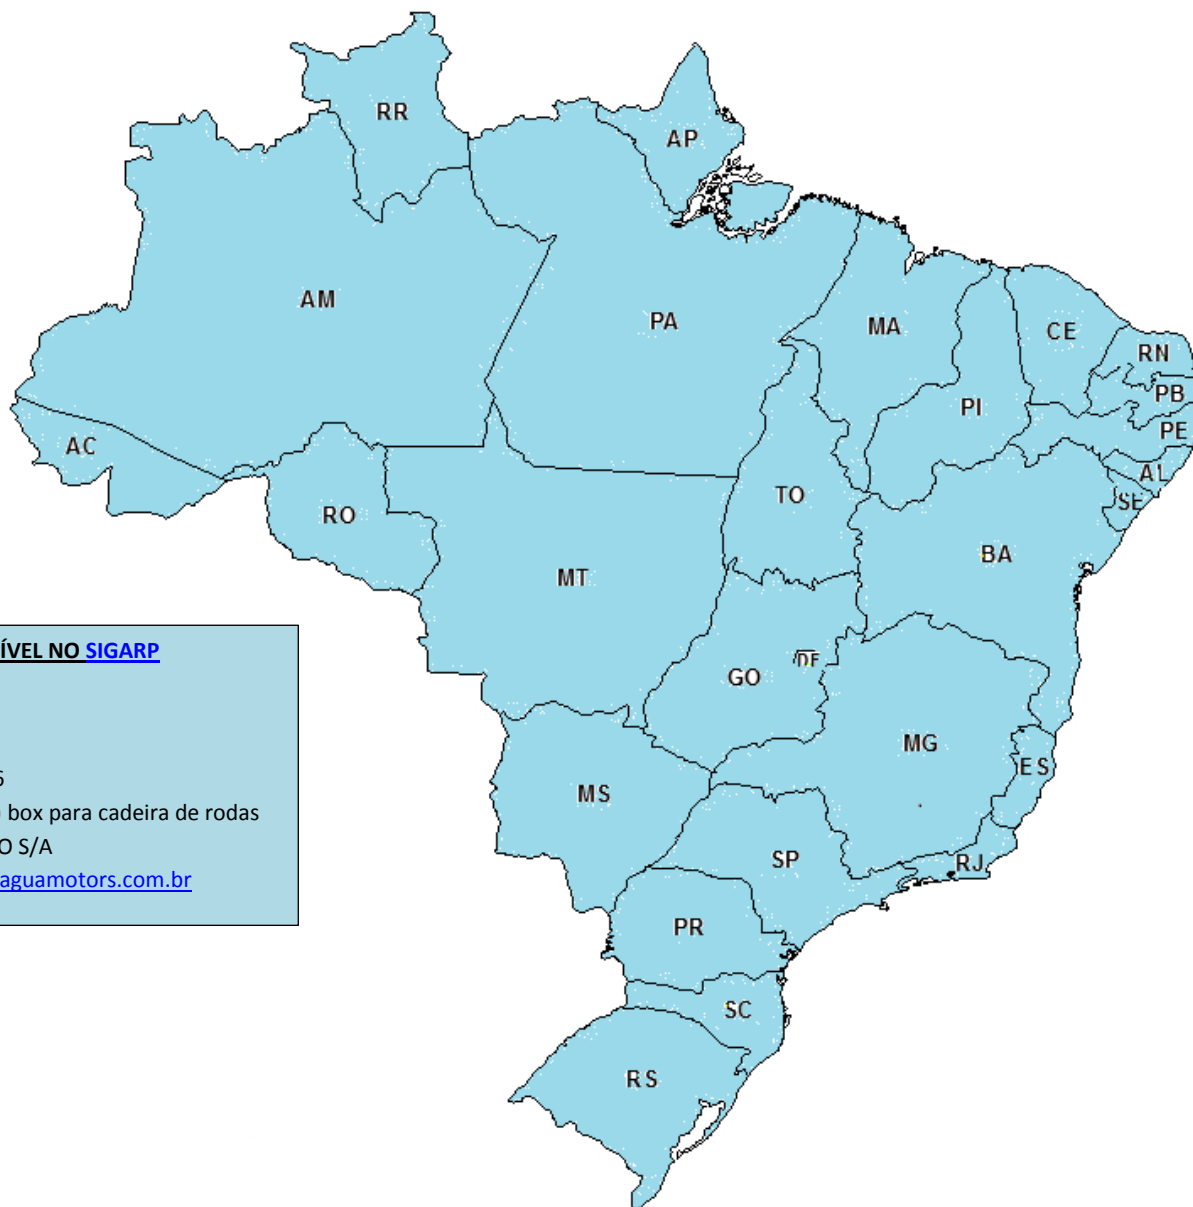 RR
AP
AM
PA
MA
CE
RN
PB
PI
PE
AC
AL
TO
SE
RO
BA
MT
ÍVEL NO SIGARP
DF
GO
MG
ES
6
MS
box para cadeira de rodas
O S/A
SP
RJ
aguamotors.com.br
PR
SC
RS